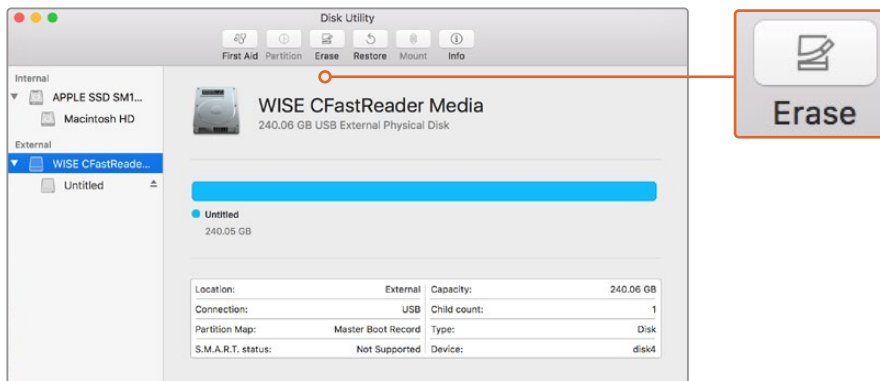 Disk Utility
First Aid Partition Erase Restore Mount Info
Erase
Internal
APPLE SSD SM1...
Macintosh HD
External
WISE CFastReade...
Untitled
WISE CFastReader Media
240.06 GB USB External Physical Disk
Untitled
240.05 GB
Location: External Capacity: 240.06 GB
Connection: USB Child count: 1
Partition Map: Master Boot Record Type: Disk
S.M.A.R.T. status: Not Supported Device: disk4